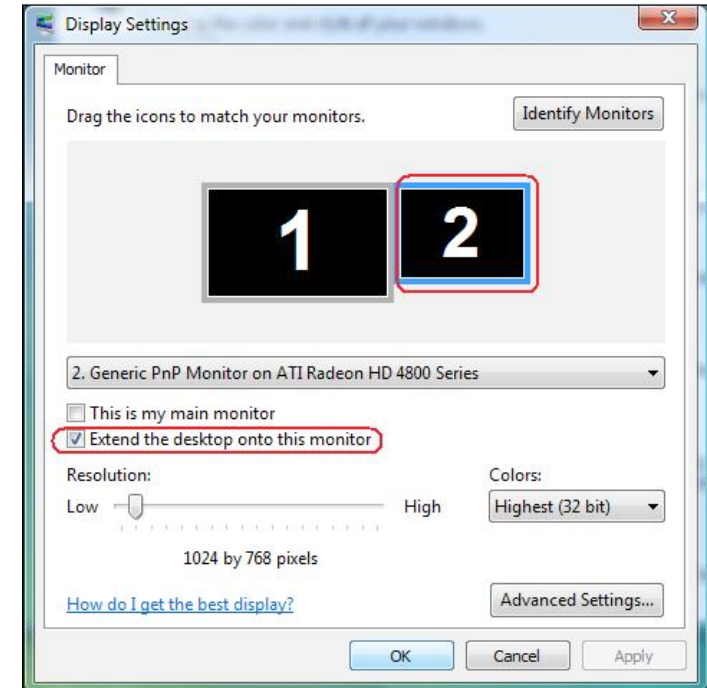 Display Settings
Monitor
Drag the icons to match your monitors.
Identify Monitors
1
2
2. Generic PnP Monitor on ATI Radeon HD 4800 Series
This is my main monitor
Extend the desktop onto this monitor
Resolution:
Colors:
Low
High
Highest (32 bit)
1024 by 768 pixels
How do I get the best display?
Advanced Settings...
OK
Cancel
Apply